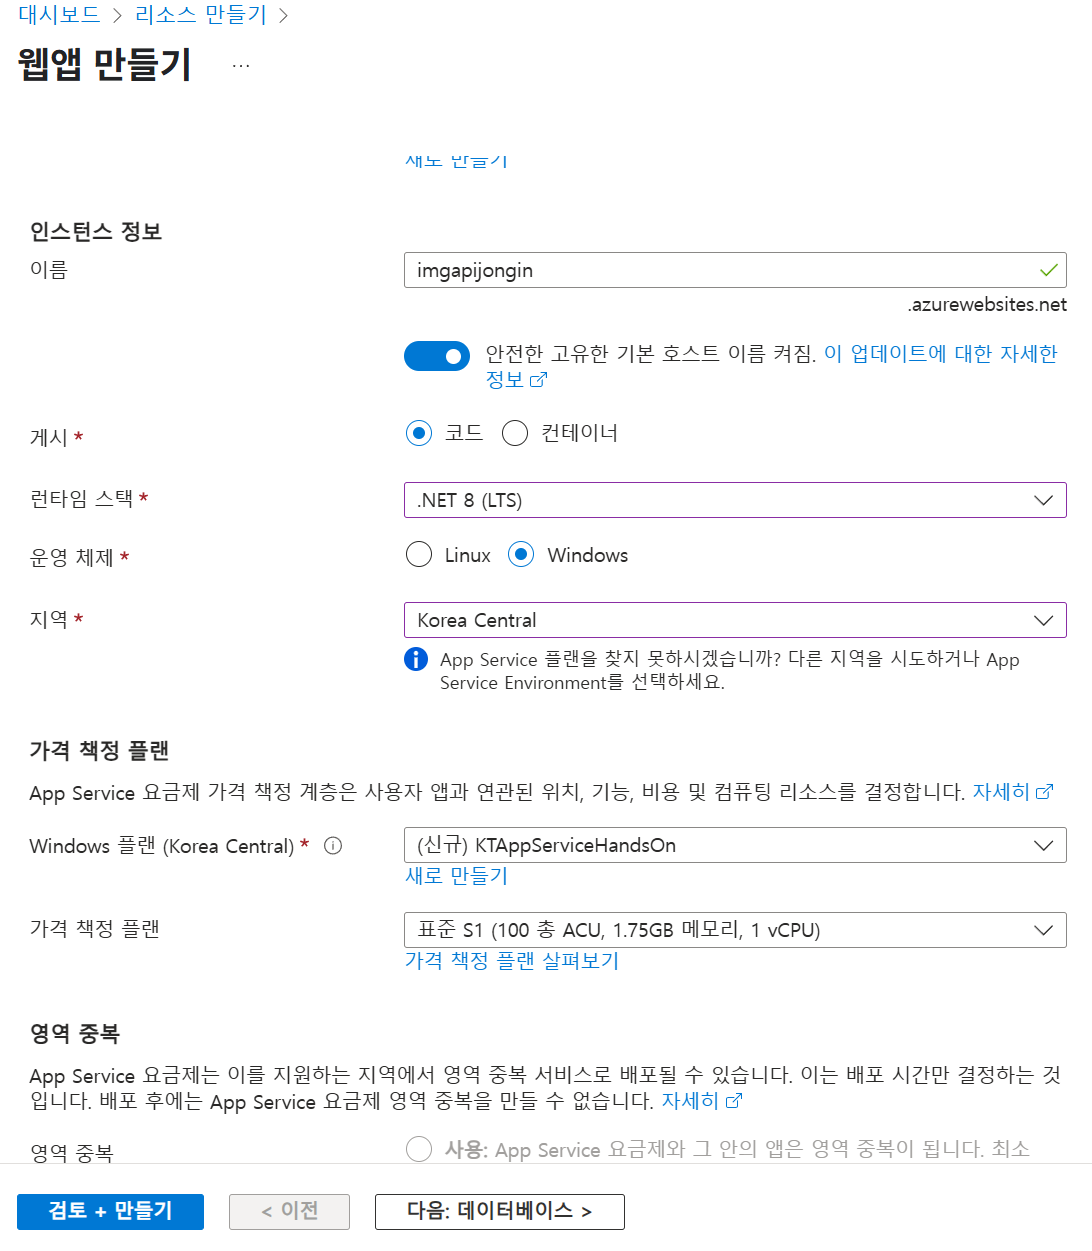 대시보드 > 리소스 만들기 >
웹앱 만들기 ...
새로 만들기
인스턴스 정보
이름
imgapijongin
.azurewebsites.net
안전한 고유한 기본 호스트 이름 켜짐. 이 업데이트에 대한 자세한
정보
게시 *
코드
컨테이너
런타임 스택 *
.NET 8 (LTS)
운영 체제 *
Linux
Windows
지역 *
Korea Central
App Service 플랜을 찾지 못하시겠습니까? 다른 지역을 시도하거나 App
Service Environment를 선택하세요.
가격 책정 플랜
App Service 요금제 가격 책정 계층은 사용자 앱과 연관된 위치, 기능, 비용 및 컴퓨팅 리소스를 결정합니다. 자세히
Windows 플랜 (Korea Central) *
(신규) KTAppServiceHandsOn
새로 만들기
가격 책정 플랜
표준 S1 (100 총 ACU, 1.75GB 메모리, 1 vCPU)
가격 책정 플랜 살펴보기
영역 중복
App Service 요금제는 이를 지원하는 지역에서 영역 중복 서비스로 배포될 수 있습니다. 이는 배포 시간만 결정하는 것
입니다. 배포 후에는 App Service 요금제 영역 중복을 만들 수 없습니다. 자세히
영역 중복
사용: App Service 요금제와 그 안의 앱은 영역 중복이 됩니다. 최소
검토 + 만들기
< 이전
다음: 데이터베이스 >